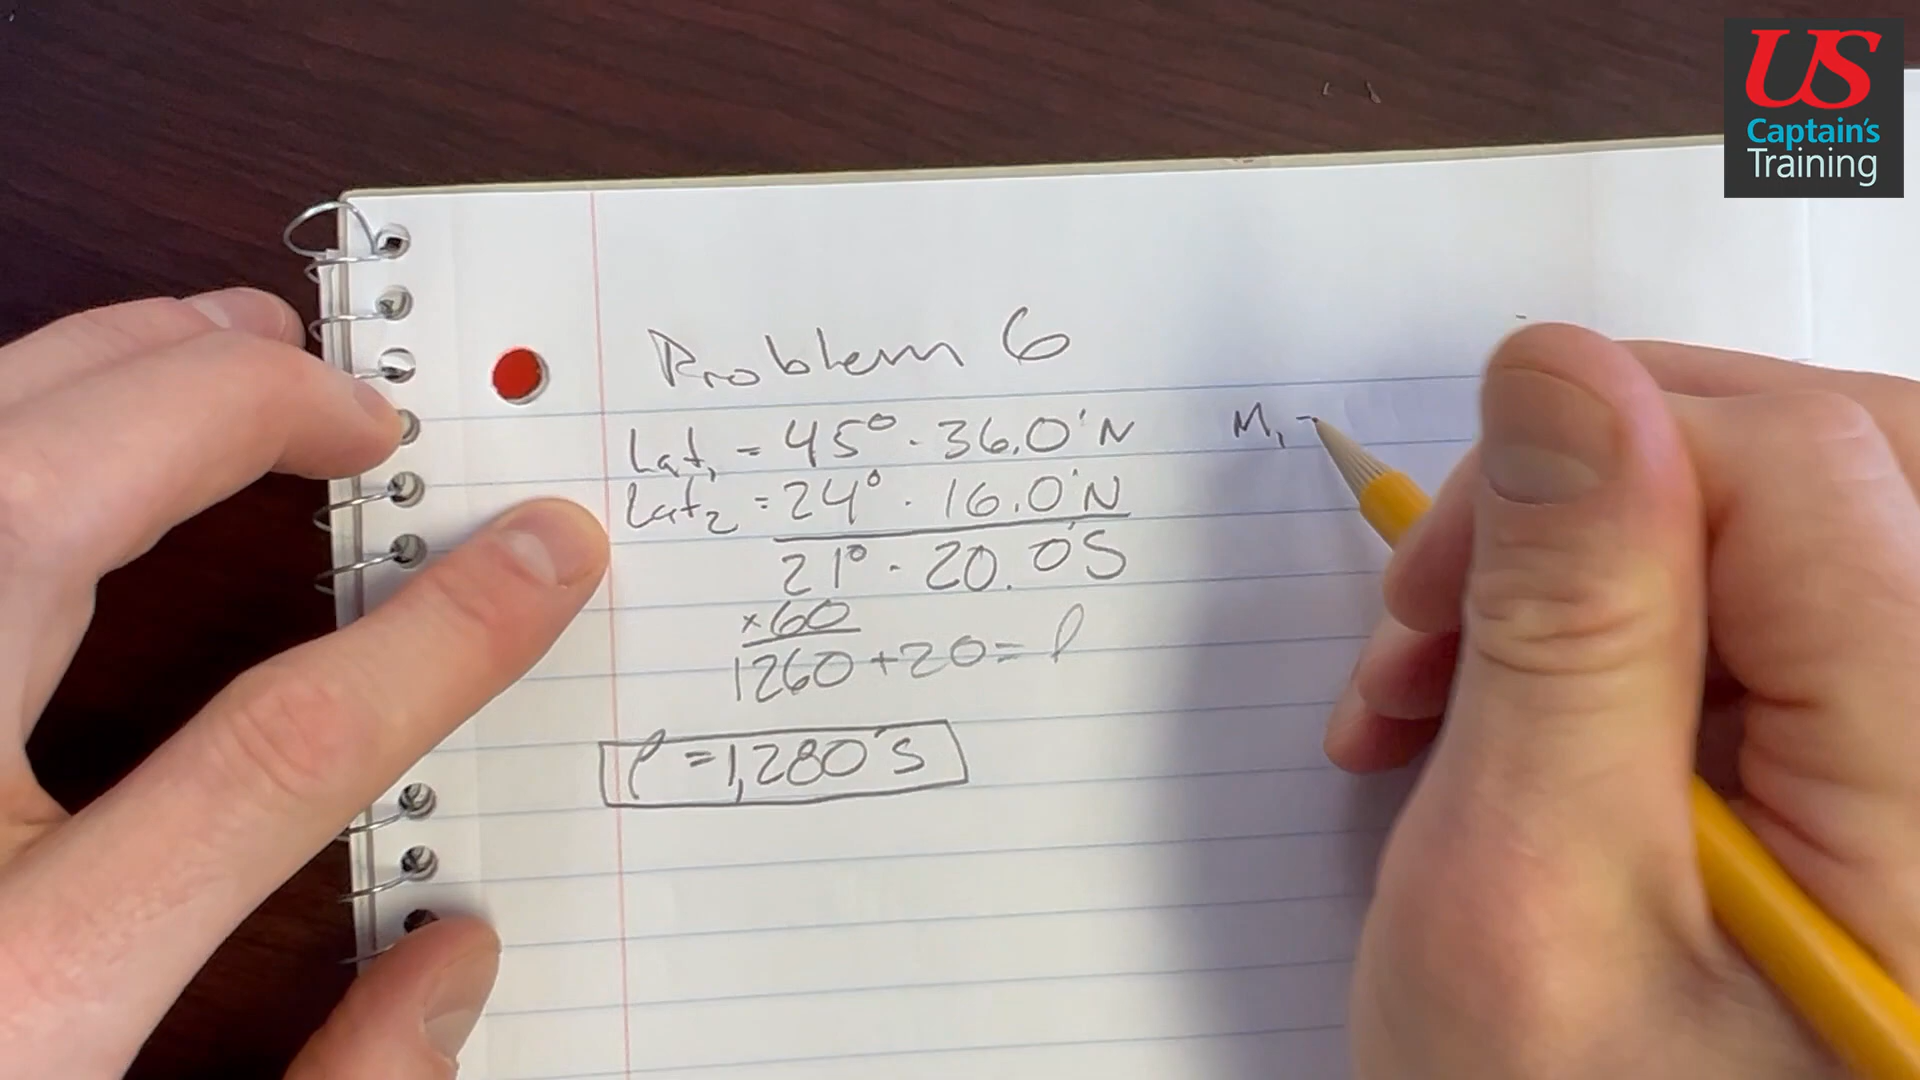 US
Captain's
Training
Problem 6
Lat₁ = 45° - 36.0'N
Lat₂ = 24° - 16.0'N
21° - 20.0'S
x60
1260 + 20 = l
l = 1,280'S
M₁ -